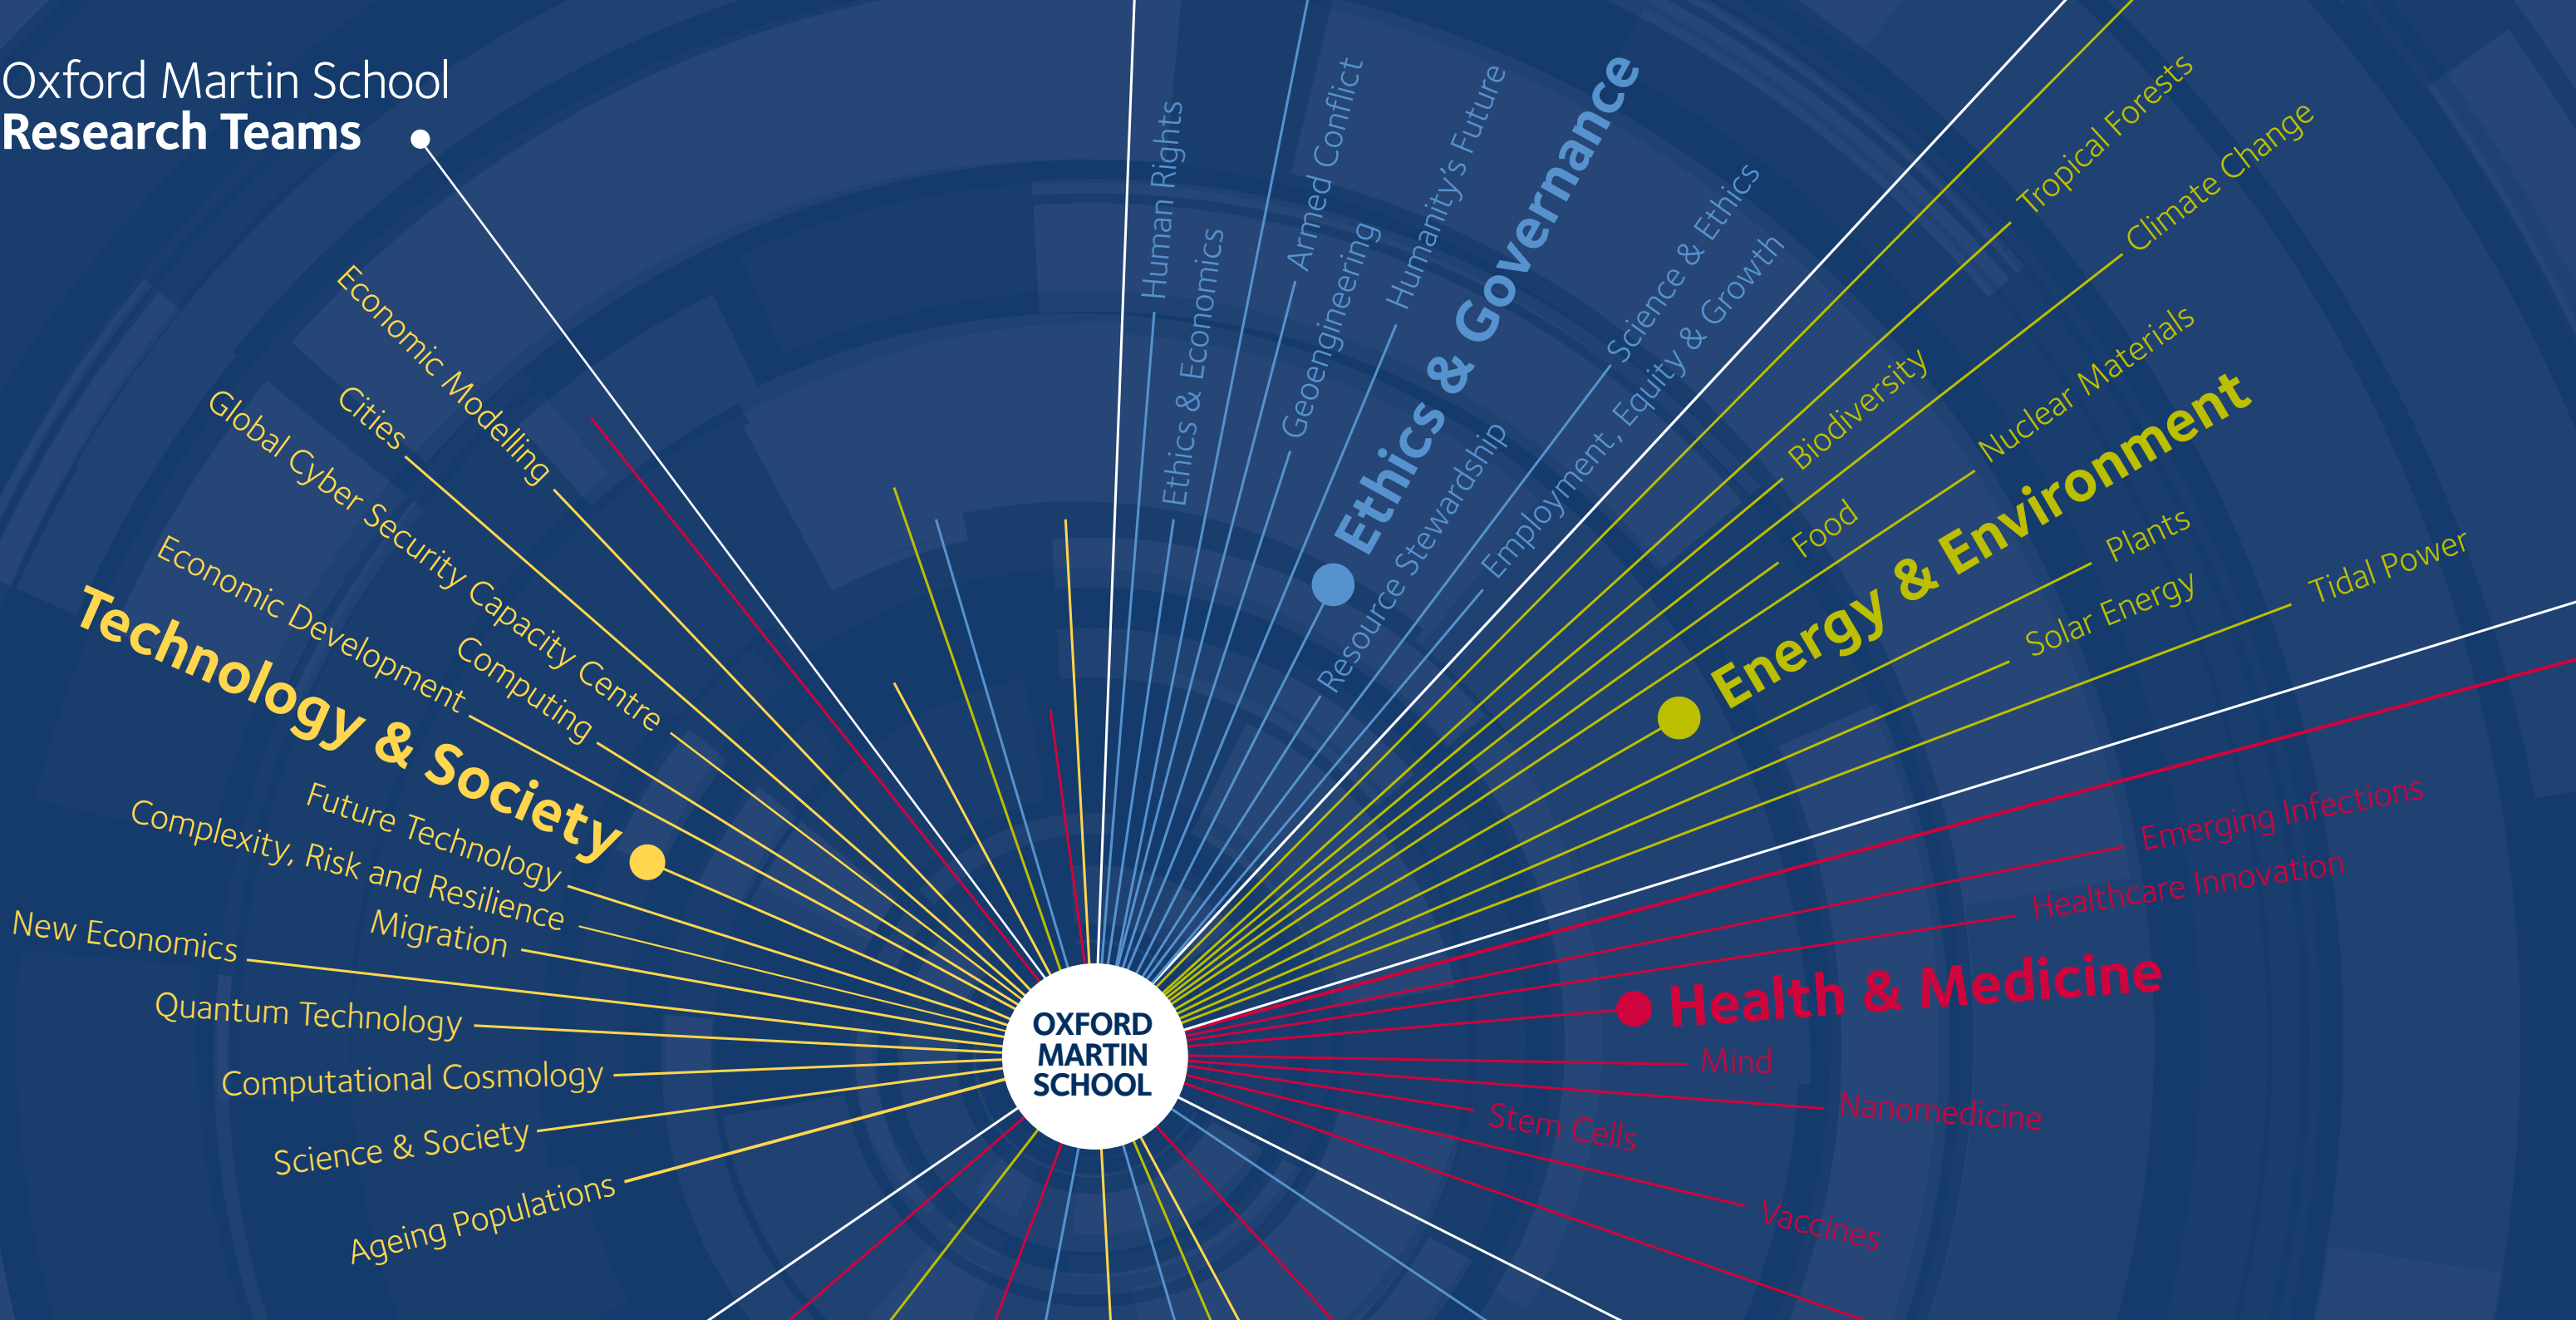 Oxford Martin School
Research Teams
Economic Modelling
Cities
Global Cyber Security Capacity Centre
Computing
Economic Development
Technology & Society
Future Technology
Complexity, Risk and Resilience
Migration
New Economics
Quantum Technology
Computational Cosmology
Science & Society
Ageing Populations
Human Rights
Ethics & Economics
Armed Conflict
Geoengineering
Humanity's Future
Ethics & Governance
Resource Stewardship
Science & Ethics
Employment, Equity & Growth
Tropical Forests
Biodiversity
Climate Change
Food
Nuclear Materials
Energy & Environment
Plants
Solar Energy
Tidal Power
Emerging Infections
Healthcare Innovation
Health & Medicine
Mind
Nanomedicine
Stem Cells
Vaccines
OXFORD
MARTIN
SCHOOL